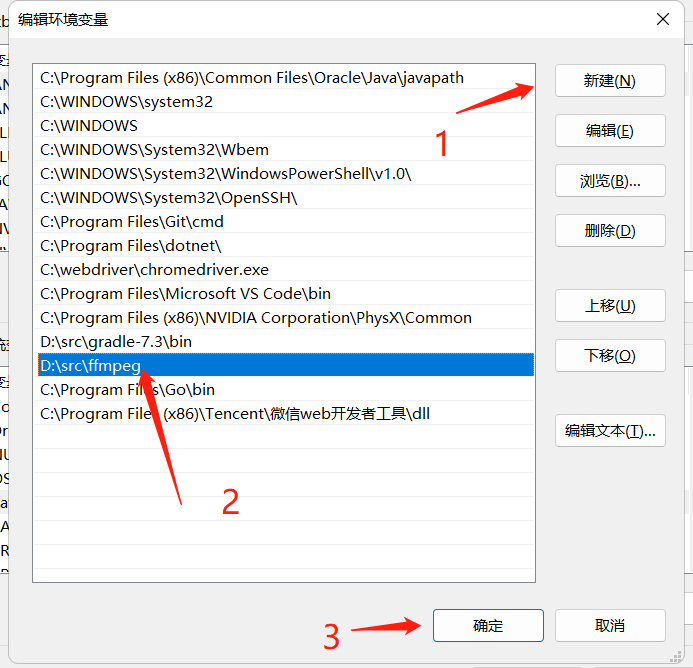 编辑环境变量
C:\Program Files (x86)\Common Files\Oracle\Java\javapath
C:\WINDOWS\system32
C:\WINDOWS
C:\WINDOWS\System32\Wbem
C:\WINDOWS\System32\WindowsPowerShell\v1.0\
C:\WINDOWS\System32\OpenSSH\
C:\Program Files\Git\cmd
C:\Program Files\dotnet\
C:\webdriver\chromedriver.exe
C:\Program Files\Microsoft VS Code\bin
C:\Program Files (x86)\NVIDIA Corporation\PhysX\Common
D:\src\gradle-7.3\bin
D:\src\ffmpeg
C:\Program Files\Go\bin
C:\Program Files (x86)\Tencent\微信web开发者工具\dll
新建(N)
编辑(E)
浏览(B)...
删除(D)
上移(U)
下移(O)
编辑文本(T)...
1
2
3
确定
取消